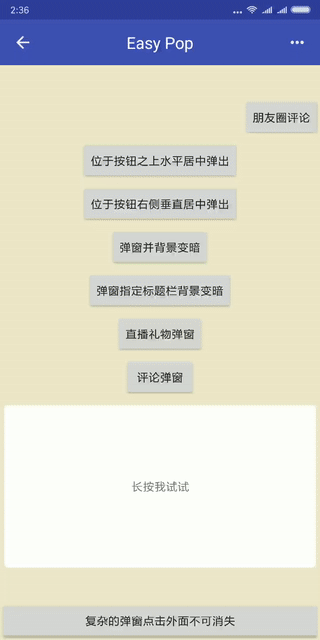 2:36
Easy Pop
朋友圈评论
位于按钮之上水平居中弹出
位于按钮右侧垂直居中弹出
弹窗并背景变暗
弹窗指定标题栏背景变暗
直播礼物弹窗
评论弹窗
长按我试试
复杂的弹窗点击外面不可消失